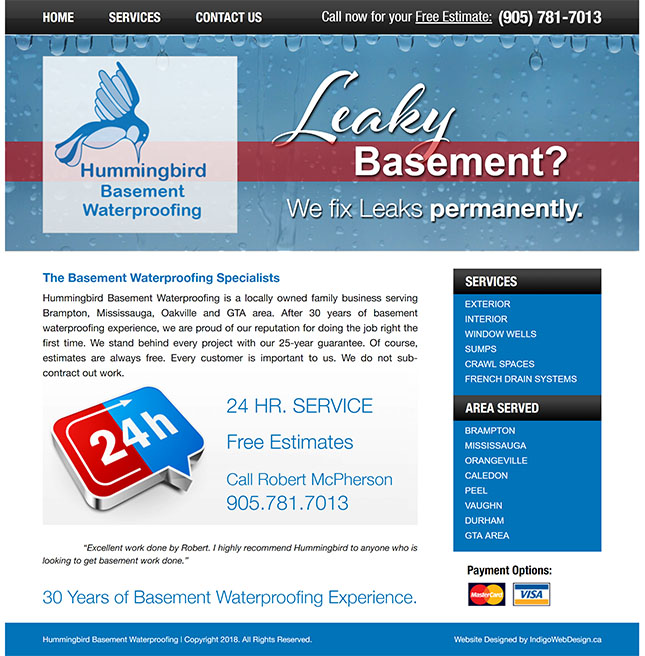 HOME SERVICES CONTACT US Call now for your Free Estimate: (905) 781-7013
Hummingbird
Basement
Waterproofing
Leaky
Basement?
We fix Leaks permanently.
The Basement Waterproofing Specialists
Hummingbird Basement Waterproofing is a locally owned family business serving
Brampton, Mississauga, Oakville and GTA area. After 30 years of basement
waterproofing experience, we are proud of our reputation for doing the job right the
first time. We stand behind every project with our 25-year guarantee. Of course,
estimates are always free. Every customer is important to us. We do not sub-
contract out work.
24h
24 HR. SERVICE
Free Estimates
Call Robert McPherson
905.781.7013
“Excellent work done by Robert. I highly recommend Hummingbird to anyone who is
looking to get basement work done.”
30 Years of Basement Waterproofing Experience.
SERVICES
EXTERIOR
INTERIOR
WINDOW WELLS
SUMPS
CRAWL SPACES
FRENCH DRAIN SYSTEMS
AREA SERVED
BRAMPTON
MISSISSAUGA
ORANGEVILLE
CALEDON
PEEL
VAUGHN
DURHAM
GTA AREA
Payment Options:
MasterCard VISA
Hummingbird Basement Waterproofing | Copyright 2018. All Rights Reserved. Website Designed by IndigoWebDesign.ca